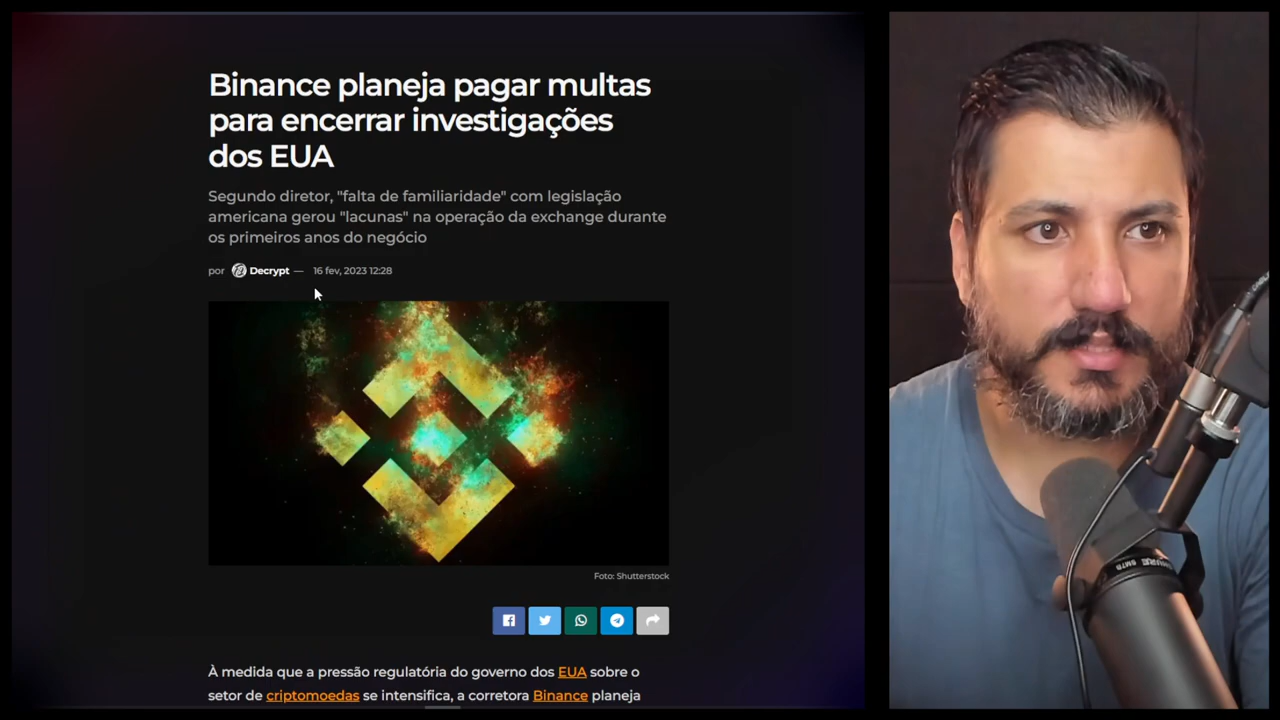 Binance planeja pagar multas
para encerrar investigações
dos EUA
Segundo diretor, "falta de familiaridade" com legislação
americana gerou "lacunas" na operação da exchange durante
os primeiros anos do negócio
por Decrypt — 16 fev, 2023 12:28
Foto: Shutterstock
À medida que a pressão regulatória do governo dos EUA sobre o
setor de criptomoedas se intensifica, a corretora Binance planeja
SHURE SM7B